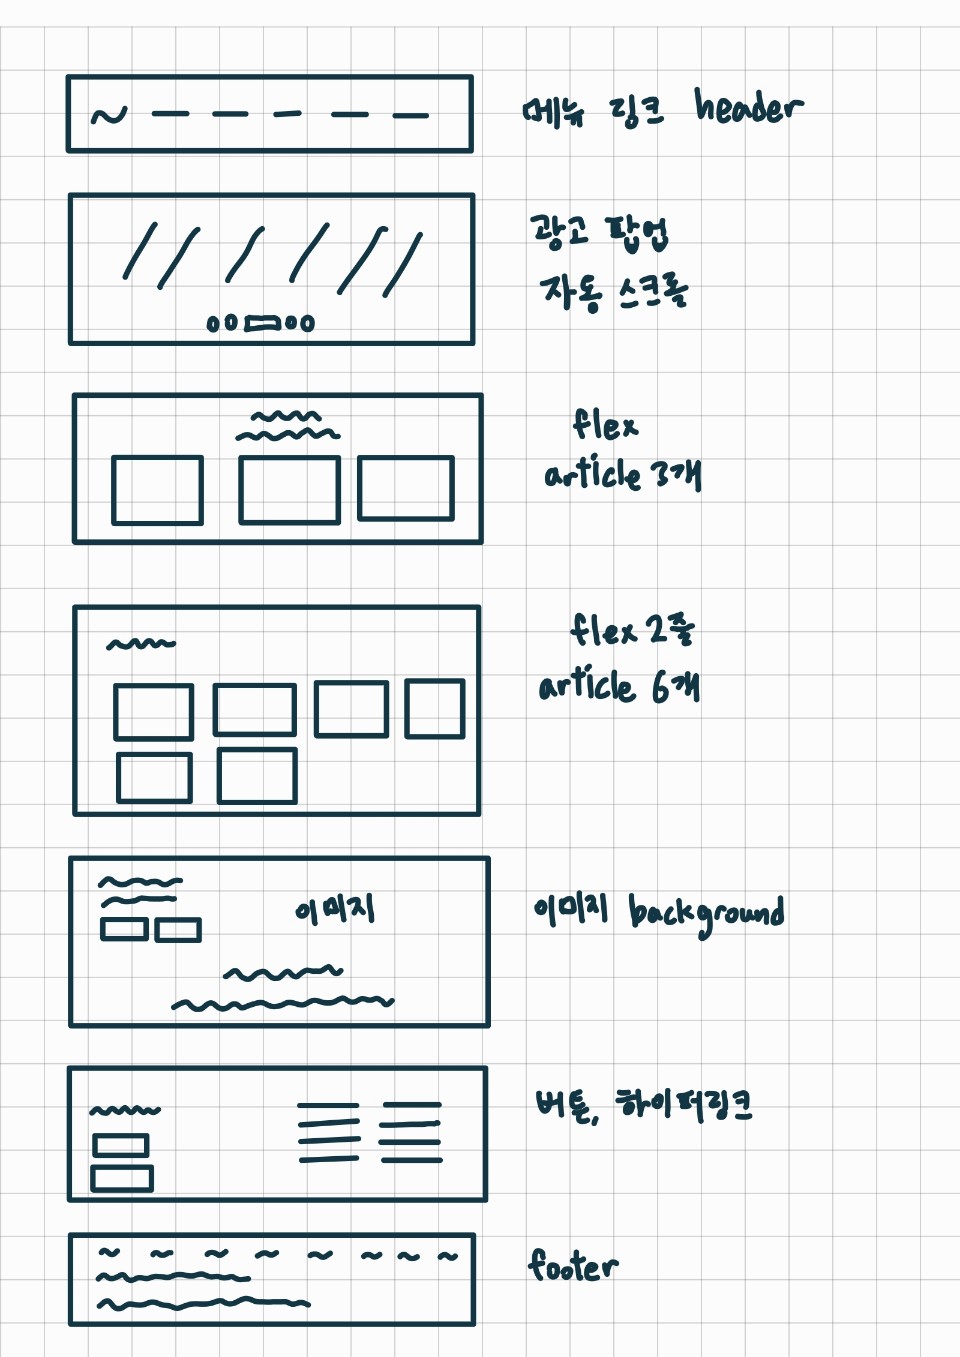 메뉴 링크 header
광고 팝업
자동 스크롤
flex
article 3개
flex 2줄
article 6개
이미지
이미지 background
버튼, 하이퍼링크
footer